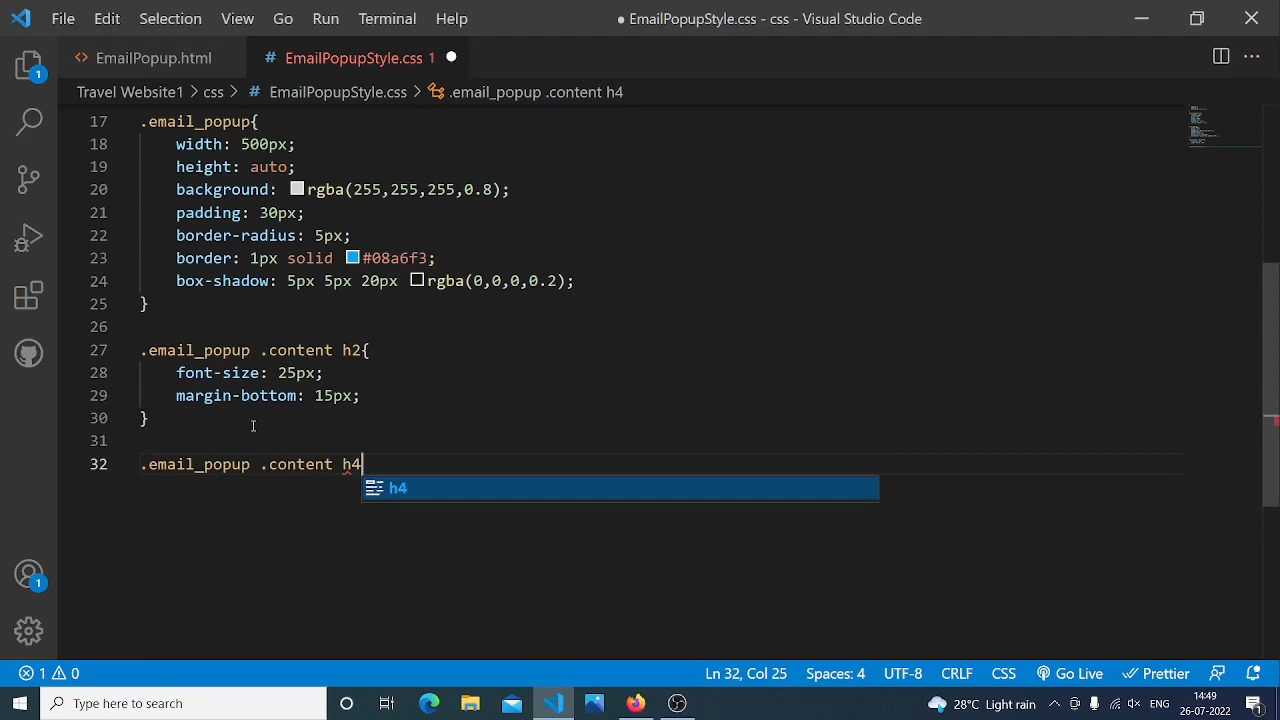 File Edit Selection View Go Run Terminal Help ● EmailPopupStyle.css - css - Visual Studio Code
EmailPopup.html # EmailPopupStyle.css 1
Travel Website1 > css > # EmailPopupStyle.css > .email_popup .content h4
17 .email_popup{
18 width: 500px;
19 height: auto;
20 background: rgba(255,255,255,0.8);
21 padding: 30px;
22 border-radius: 5px;
23 border: 1px solid #08a6f3;
24 box-shadow: 5px 5px 20px rgba(0,0,0,0.2);
25 }
26
27 .email_popup .content h2{
28 font-size: 25px;
29 margin-bottom: 15px;
30 }
31
32 .email_popup .content h4
h4
1
1
1 0 Ln 32, Col 25 Spaces: 4 UTF-8 CRLF CSS Go Live Prettier
Type here to search 28°C Light rain ENG 14:49 26-07-2022 1